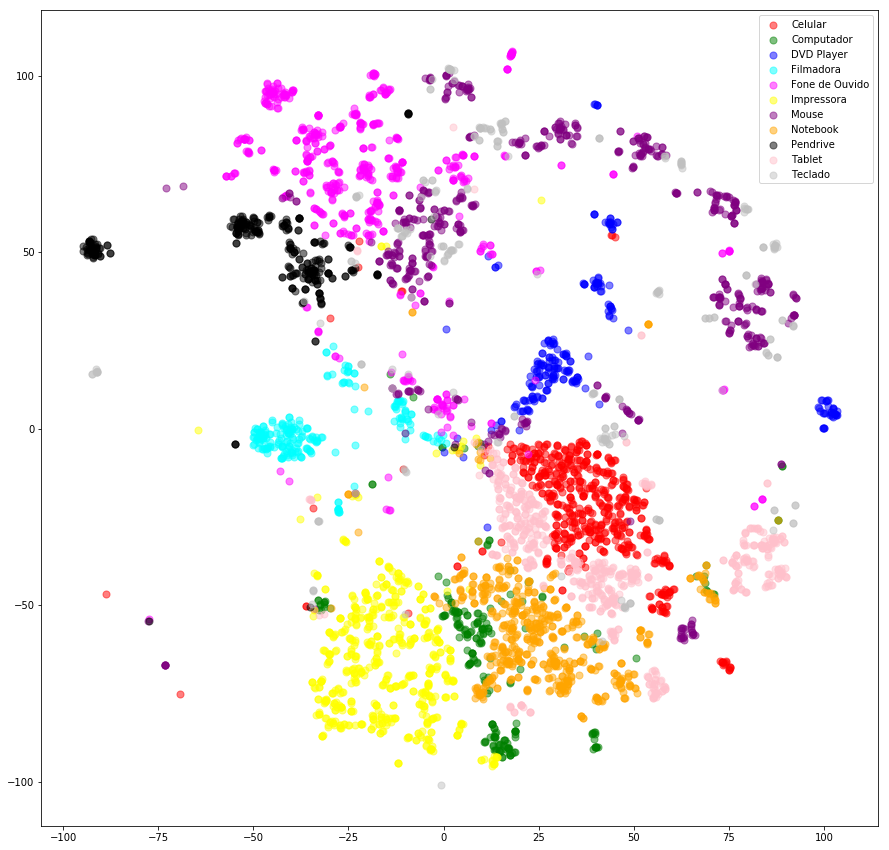 Celular
Computador
DVD Player
Filmadora
Fone de Ouvido
Impressora
Mouse
Notebook
Pendrive
Tablet
Teclado
100
50
0
−50
−100
−100 −75 −50 −25 0 25 50 75 100